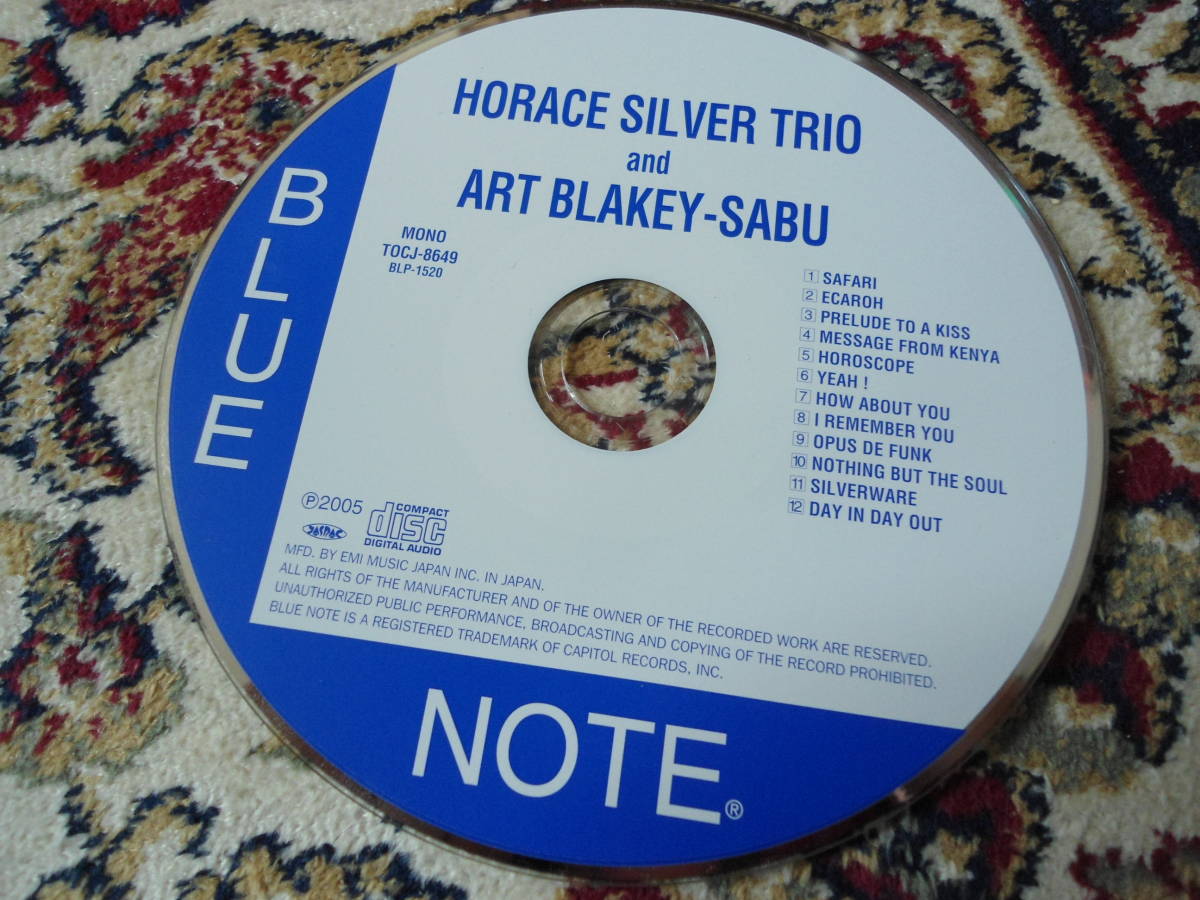 HORACE SILVER TRIO
and
ART BLAKEY-SABU
BLUE
MONO
TOCJ-8649
BLP-1520
1 SAFARI
2 ECAROH
3 PRELUDE TO A KISS
4 MESSAGE FROM KENYA
5 HOROSCOPE
6 YEAH !
7 HOW ABOUT YOU
8 I REMEMBER YOU
9 OPUS DE FUNK
10 NOTHING BUT THE SOUL
11 SILVERWARE
12 DAY IN DAY OUT
℗2005
COMPACT
disc
DIGITAL AUDIO
JASRAC
MFD. BY EMI MUSIC JAPAN INC. IN JAPAN.
ALL RIGHTS OF THE MANUFACTURER AND OF THE OWNER OF THE RECORDED WORK ARE RESERVED.
UNAUTHORIZED PUBLIC PERFORMANCE, BROADCASTING AND COPYING OF THE RECORD PROHIBITED.
BLUE NOTE IS A REGISTERED TRADEMARK OF CAPITOL RECORDS, INC.
NOTE®